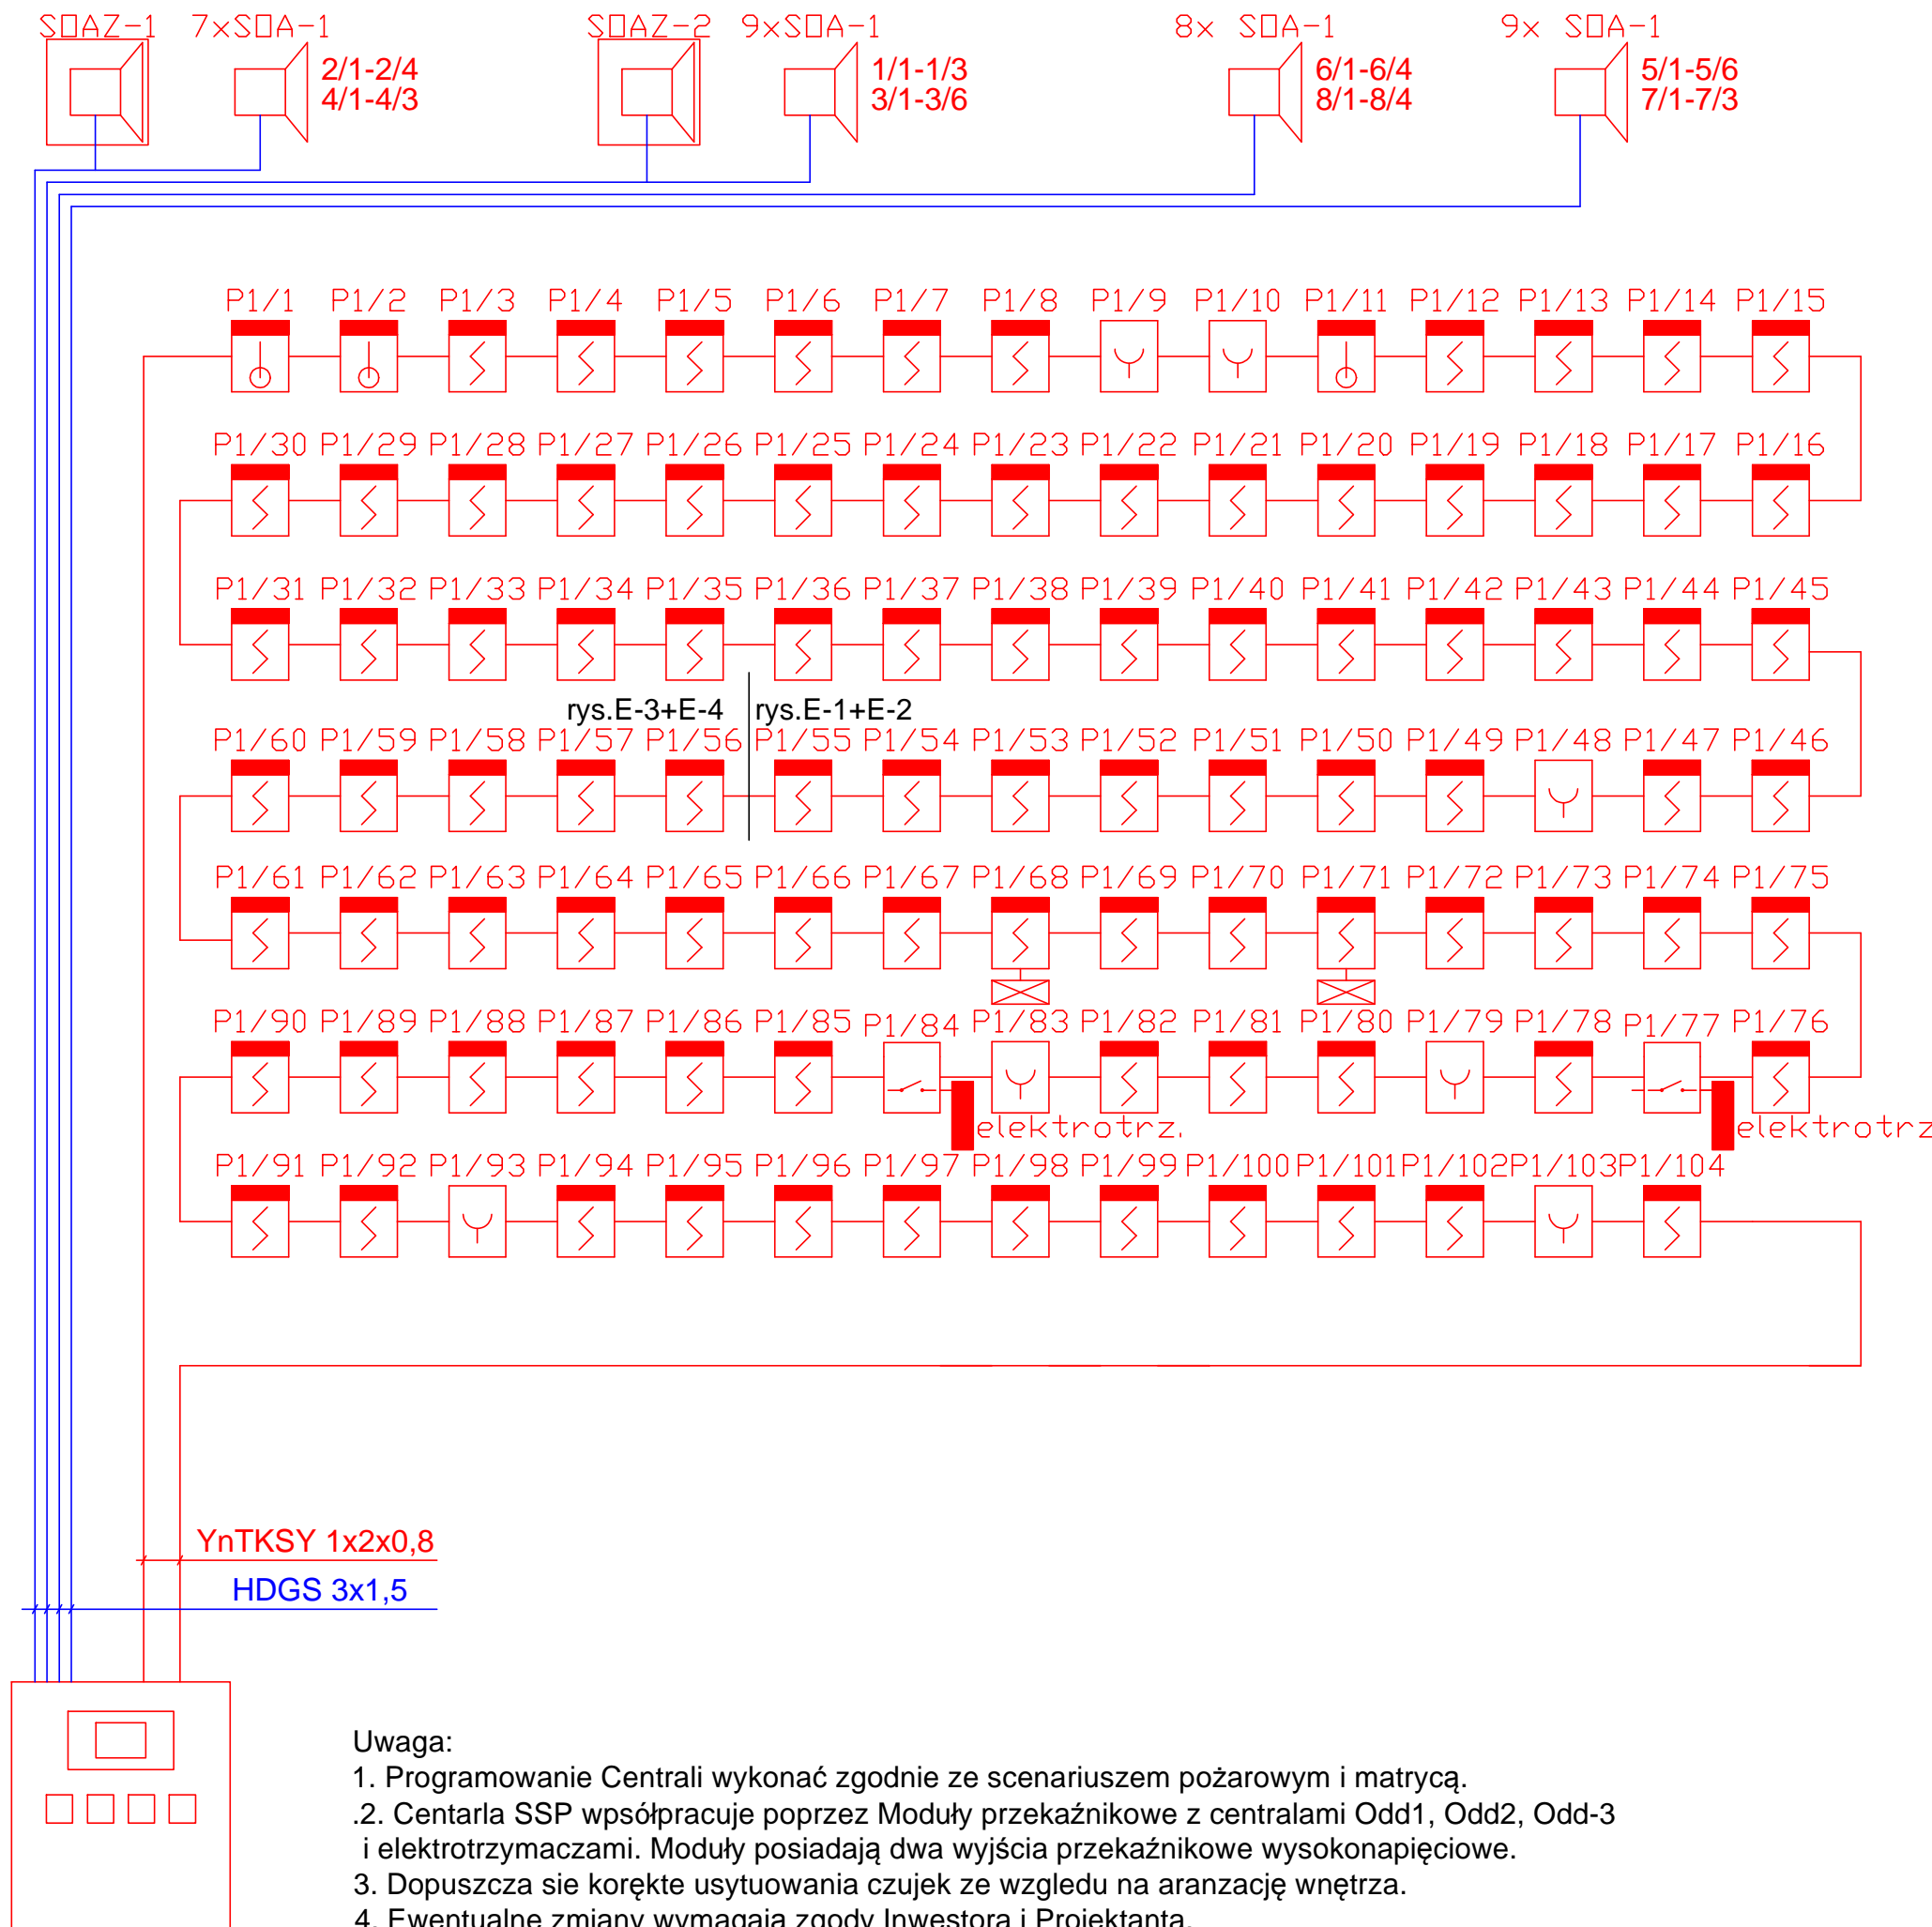 SOAZ-1 7xSOA-1 SOAZ-2 9xSOA-1 8x SOA-1 9x SOA-1
2/1-2/4 1/1-1/3 6/1-6/4 5/1-5/6
4/1-4/3 3/1-3/6 8/1-8/4 7/1-7/3
P1/1 P1/2 P1/3 P1/4 P1/5 P1/6 P1/7 P1/8 P1/9 P1/10 P1/11 P1/12 P1/13 P1/14 P1/15
P1/30 P1/29 P1/28 P1/27 P1/26 P1/25 P1/24 P1/23 P1/22 P1/21 P1/20 P1/19 P1/18 P1/17 P1/16
P1/31 P1/32 P1/33 P1/34 P1/35 P1/36 P1/37 P1/38 P1/39 P1/40 P1/41 P1/42 P1/43 P1/44 P1/45
rys.E-3+E-4 rys.E-1+E-2
P1/60 P1/59 P1/58 P1/57 P1/56 P1/55 P1/54 P1/53 P1/52 P1/51 P1/50 P1/49 P1/48 P1/47 P1/46
P1/61 P1/62 P1/63 P1/64 P1/65 P1/66 P1/67 P1/68 P1/69 P1/70 P1/71 P1/72 P1/73 P1/74 P1/75
P1/90 P1/89 P1/88 P1/87 P1/86 P1/85 P1/84 P1/83 P1/82 P1/81 P1/80 P1/79 P1/78 P1/77 P1/76
elektrotrz. elektrotrz
P1/91 P1/92 P1/93 P1/94 P1/95 P1/96 P1/97 P1/98 P1/99 P1/100 P1/101 P1/102 P1/103 P1/104
YnTKSY 1x2x0,8
HDGS 3x1,5
Uwaga:
1. Programowanie Centrali wykonać zgodnie ze scenariuszem pożarowym i matrycą.
.2. Centarla SSP wpsółpracuje poprzez Moduły przekaźnikowe z centralami Odd1, Odd2, Odd-3
i elektrotrzymaczami. Moduły posiadają dwa wyjścia przekaźnikowe wysokonapięciowe.
3. Dopuszcza sie korękte usytuowania czujek ze wzgledu na aranzację wnętrza.
4. Ewentualne zmiany wymagają zgody Inwestora i Projektanta.